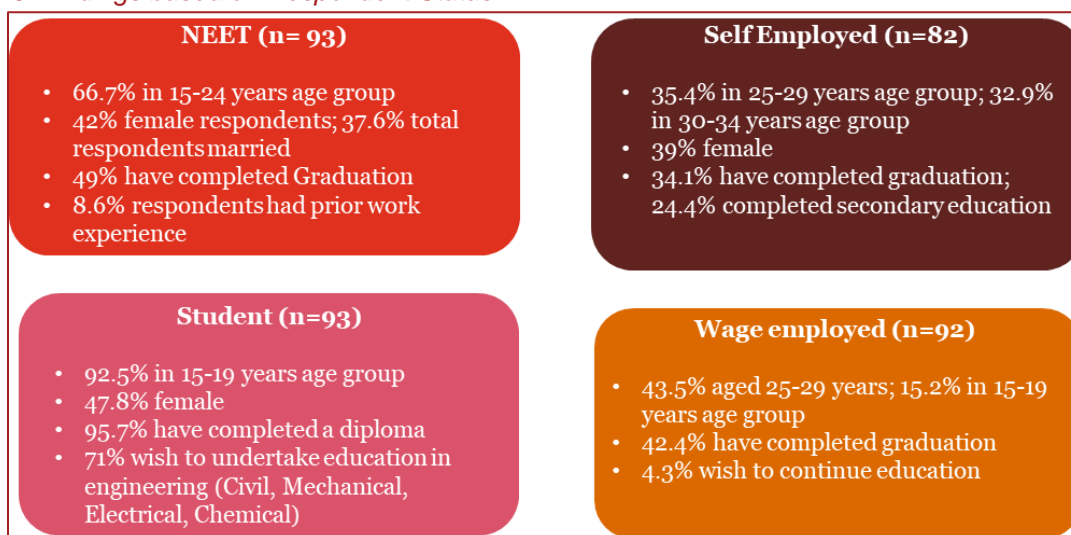 NEET (n= 93)
• 66.7% in 15-24 years age group
• 42% female respondents; 37.6% total
respondents married
• 49% have completed Graduation
• 8.6% respondents had prior work
experience
Self Employed (n=82)
• 35.4% in 25-29 years age group; 32.9%
in 30-34 years age group
• 39% female
• 34.1% have completed graduation;
24.4% completed secondary education
Student (n=93)
• 92.5% in 15-19 years age group
• 47.8% female
• 95.7% have completed a diploma
• 71% wish to undertake education in
engineering (Civil, Mechanical,
Electrical, Chemical)
Wage employed (n=92)
• 43.5% aged 25-29 years; 15.2% in 15-19
years age group
• 42.4% have completed graduation
• 4.3% wish to continue education